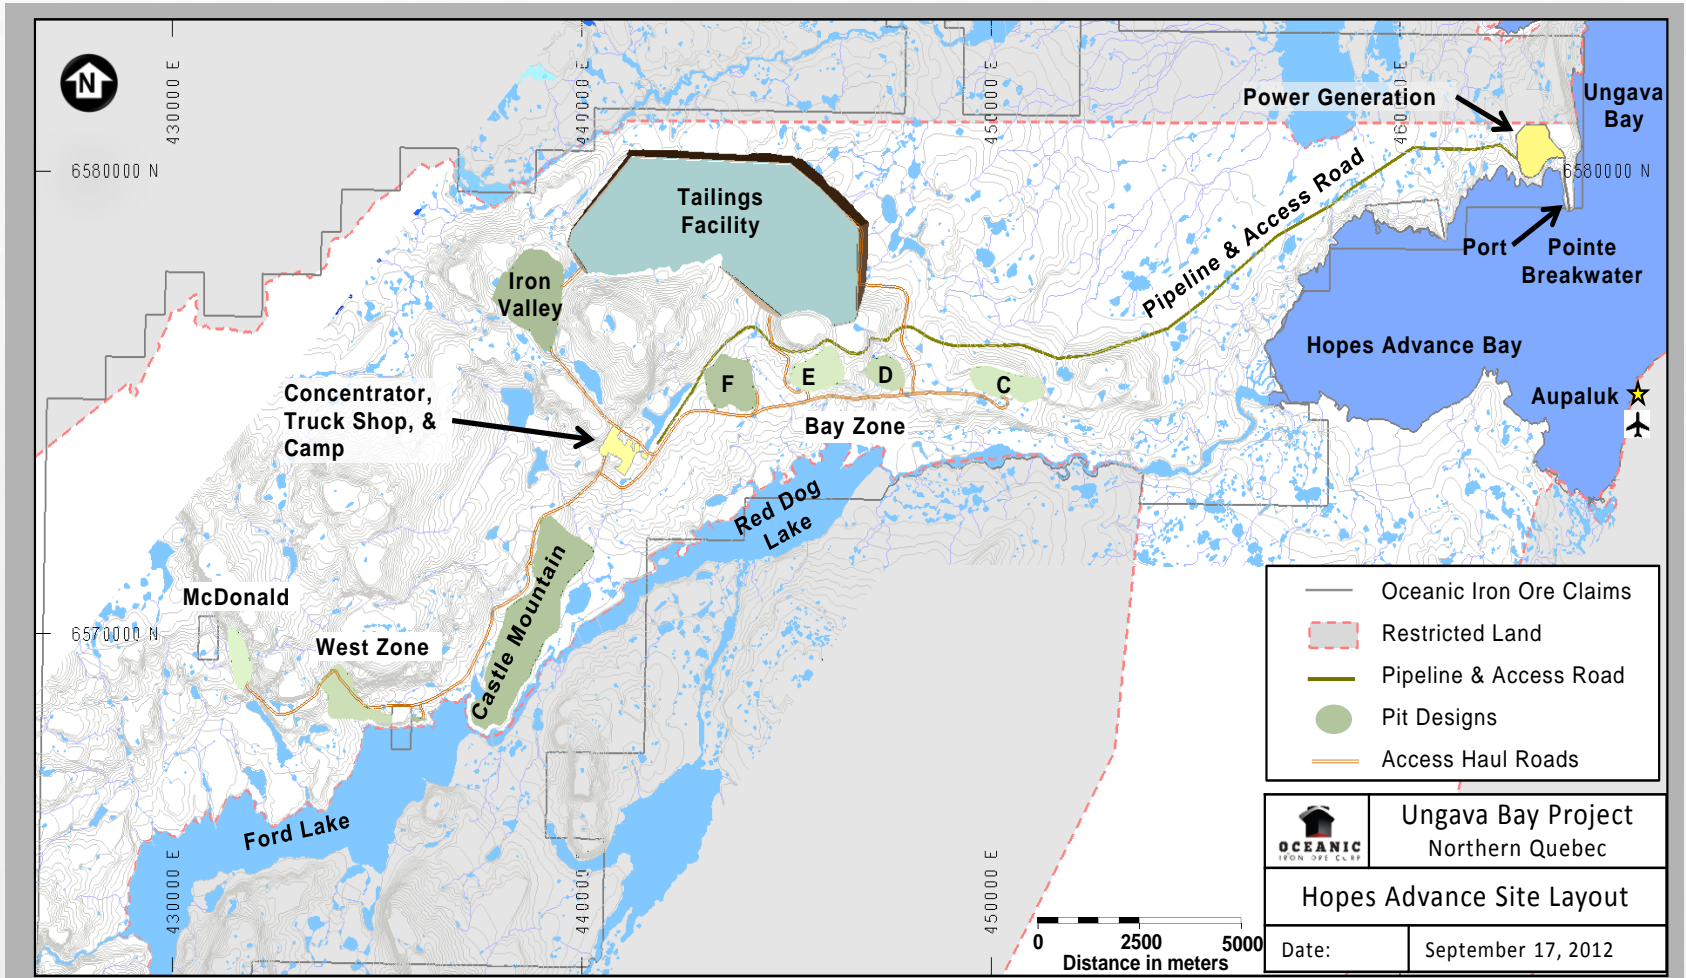 N
430000 E
440000 E
450000 E
460000 E
Ungava
Bay
Power Generation
6580000 N
6580000 N
Tailings
Facility
Pipeline & Access Road
Port
Pointe
Breakwater
Iron
Valley
Hopes Advance Bay
Aupaluk
F
E
D
C
Bay Zone
Concentrator,
Truck Shop, &
Camp
Red Dog
Lake
Castle Mountain
McDonald
6570000 N
West Zone
Ford Lake
430000 E
440000
450000 E
Oceanic Iron Ore Claims
Restricted Land
Pipeline & Access Road
Pit Designs
Access Haul Roads
0 2500 5000
Distance in meters
OCEANIC
IRON ORE CORP
Ungava Bay Project
Northern Quebec
Hopes Advance Site Layout
Date: September 17, 2012